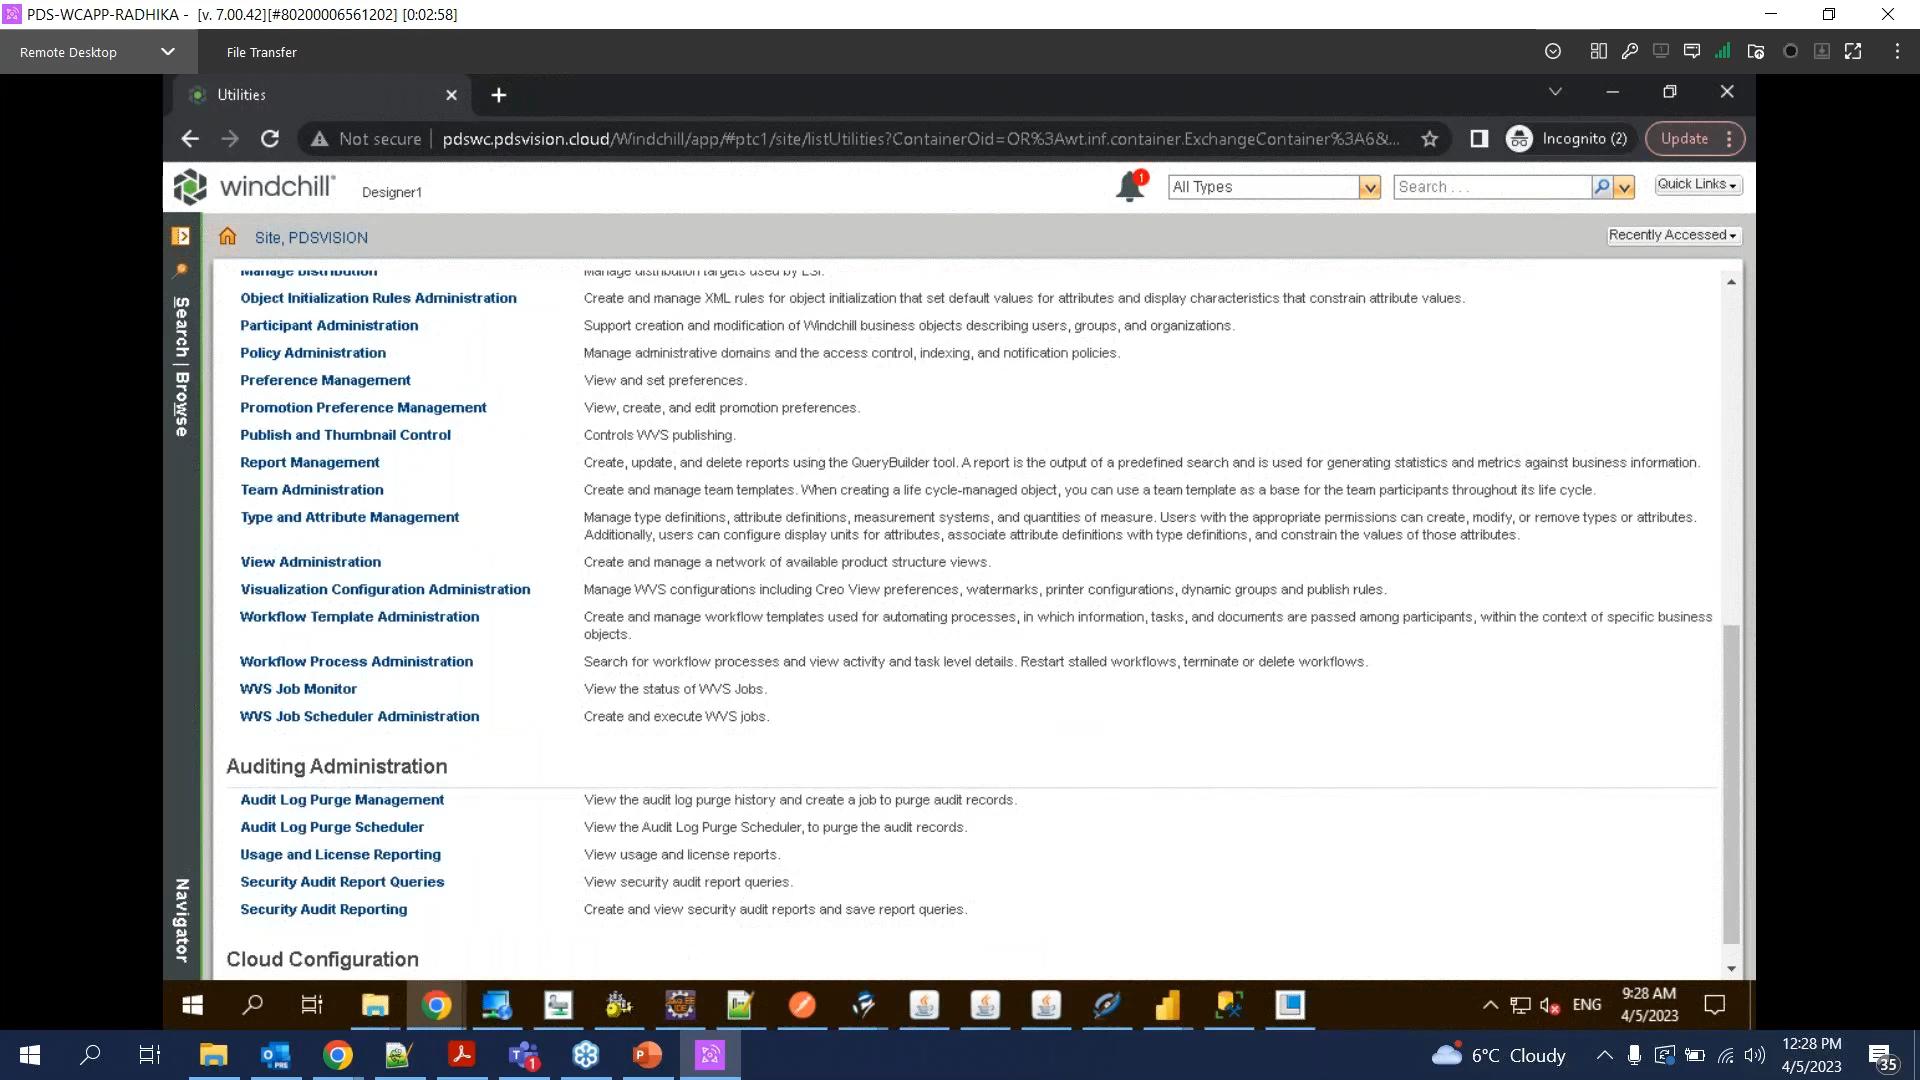 PDS-WCAPP-RADHIKA - [v. 7.00.42][#80200006561202] [0:02:58]
Remote Desktop
File Transfer
Utilities
Not secure
pdswc.pdsvision.cloud/Windchill/app/#ptc1/site/listUtilities?ContainerOid=OR%3Awt.inf.container.ExchangeContainer%3A6&...
Incognito (2)
Update
windchill
Designer1
1
All Types
Search . . .
Quick Links
Site, PDSVISION
Recently Accessed
Search | Browse
Navigator
Manage Distribution Manage distribution targets used by ESI.
Object Initialization Rules Administration Create and manage XML rules for object initialization that set default values for attributes and display characteristics that constrain attribute values.
Participant Administration Support creation and modification of Windchill business objects describing users, groups, and organizations.
Policy Administration Manage administrative domains and the access control, indexing, and notification policies.
Preference Management View and set preferences.
Promotion Preference Management View, create, and edit promotion preferences.
Publish and Thumbnail Control Controls WVS publishing.
Report Management Create, update, and delete reports using the QueryBuilder tool. A report is the output of a predefined search and is used for generating statistics and metrics against business information.
Team Administration Create and manage team templates. When creating a life cycle-managed object, you can use a team template as a base for the team participants throughout its life cycle.
Type and Attribute Management Manage type definitions, attribute definitions, measurement systems, and quantities of measure. Users with the appropriate permissions can create, modify, or remove types or attributes.
Additionally, users can configure display units for attributes, associate attribute definitions with type definitions, and constrain the values of those attributes.
View Administration Create and manage a network of available product structure views.
Visualization Configuration Administration Manage WVS configurations including Creo View preferences, watermarks, printer configurations, dynamic groups and publish rules.
Workflow Template Administration Create and manage workflow templates used for automating processes, in which information, tasks, and documents are passed among participants, within the context of specific business
objects.
Workflow Process Administration Search for workflow processes and view activity and task level details. Restart stalled workflows, terminate or delete workflows.
WVS Job Monitor View the status of WVS Jobs.
WVS Job Scheduler Administration Create and execute WVS jobs.
Auditing Administration
Audit Log Purge Management View the audit log purge history and create a job to purge audit records.
Audit Log Purge Scheduler View the Audit Log Purge Scheduler, to purge the audit records.
Usage and License Reporting View usage and license reports.
Security Audit Report Queries View security audit report queries.
Security Audit Reporting Create and view security audit reports and save report queries.
Cloud Configuration
ENG
9:28 AM
4/5/2023
6°C Cloudy
12:28 PM
4/5/2023
35